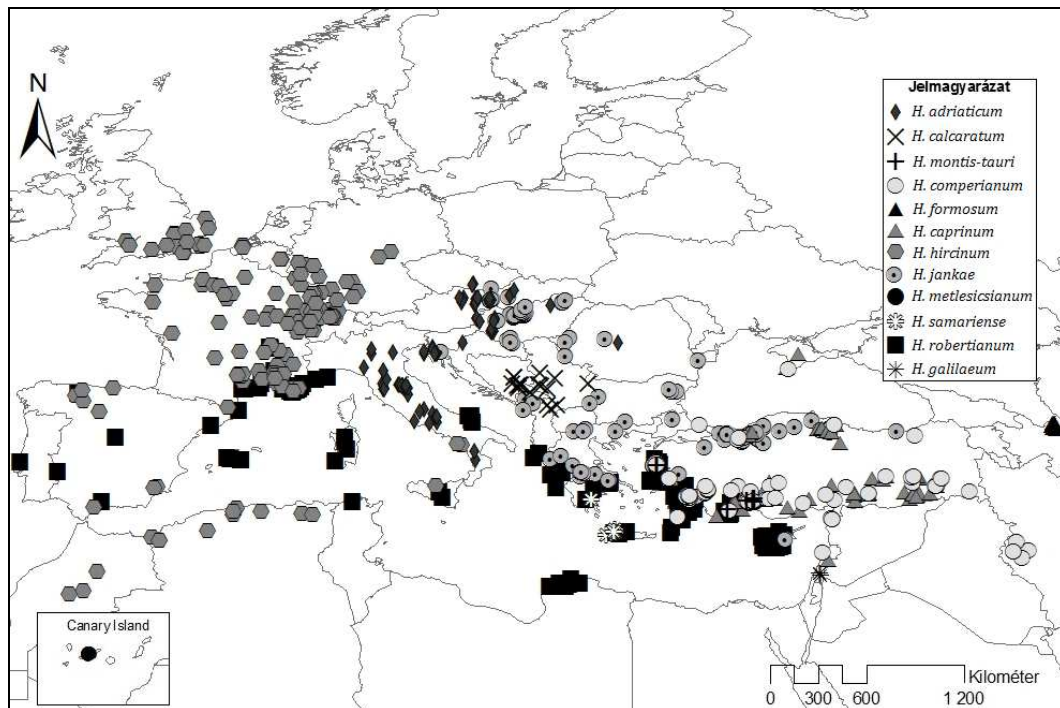 N
Jelmagyarázat
H. adriaticum
H. calcaratum
H. montis-tauri
H. comperianum
H. formosum
H. caprinum
H. hircinum
H. jankae
H. metlesicsianum
H. samariense
H. robertianum
H. galilaeum
Canary Island
Kilométer
0 300 600 1 200